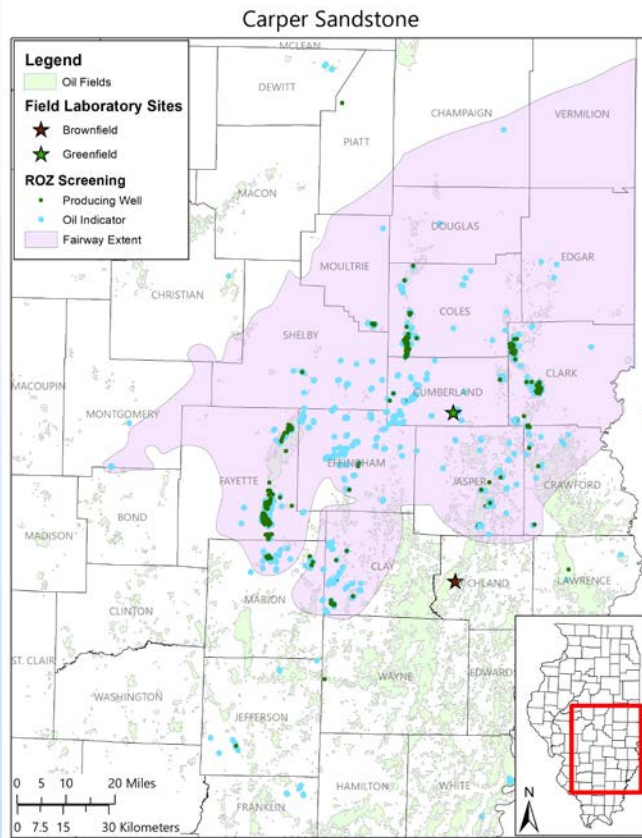 Carper Sandstone
Legend
Oil Fields
Field Laboratory Sites
Brownfield
Greenfield
ROZ Screening
Producing Well
Oil Indicator
Fairway Extent
MCLEAN
DEWITT
PIATT
CHAMPAIGN
VERMILION
MACON
DOUGLAS
EDGAR
MOULTRIE
CHRISTIAN
COLES
SHELBY
MACOUPIN
CUMBERLAND
CLARK
MONTGOMERY
EFFINGHAM
FAYETTE
JASPER
CRAWFORD
BOND
MADISON
CLAY
RICHLAND
LAWRENCE
MARION
CLINTON
ST. CLAIR
WAYNE
EDWARD
WASHINGTON
JEFFERSON
HAMILTON
WHITE
FRANKLIN
0 5 10 20 Miles
0 7.5 15 30 Kilometers
N